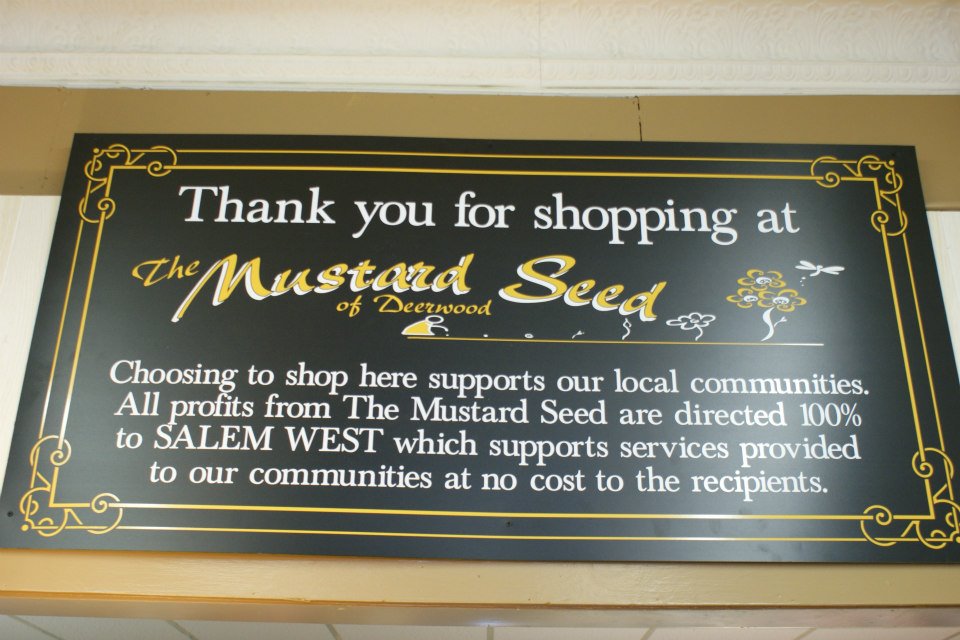 Thank you for shopping at
The Mustard Seed
of Deerwood
Choosing to shop here supports our local communities.
All profits from The Mustard Seed are directed 100%
to SALEM WEST which supports services provided
to our communities at no cost to the recipients.